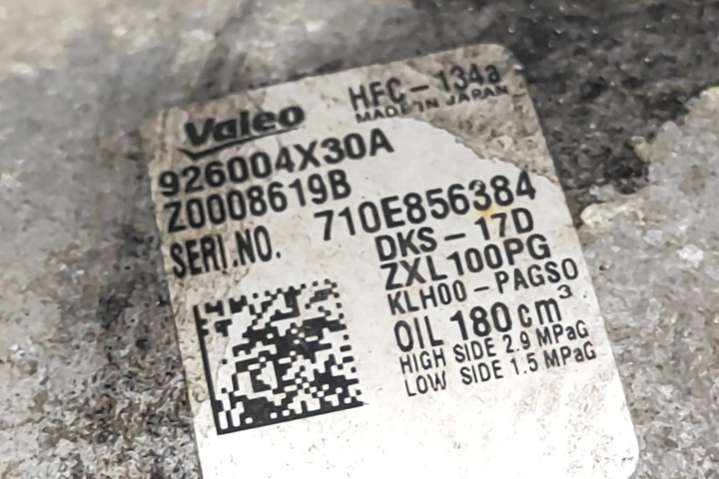 Valeo HFC-134a
MADE IN JAPAN
926004X30A
Z0008619B
SERI.NO. 710E856384
DKS-17D
ZXL100PG
KLH00-PAGSO
OIL 180cm³
HIGH SIDE 2.9 MPaG
LOW SIDE 1.5 MPaG